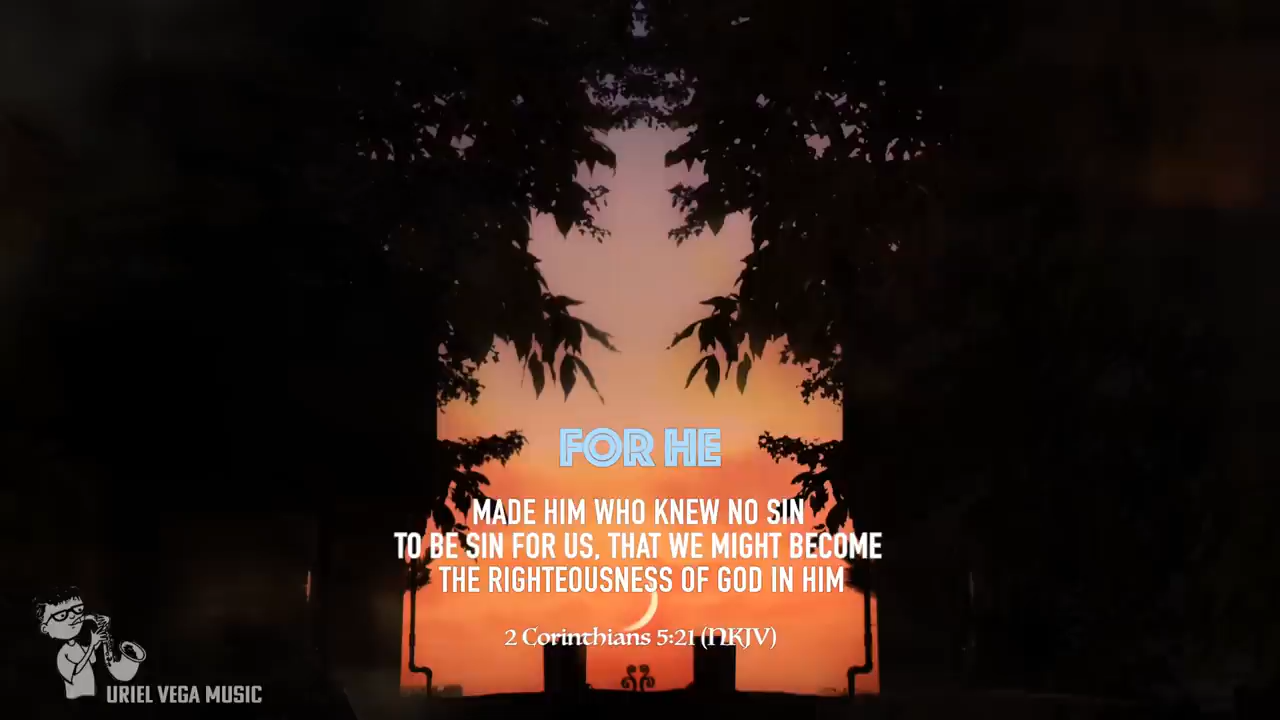 FOR HE
MADE HIM WHO KNEW NO SIN
TO BE SIN FOR US, THAT WE MIGHT BECOME
THE RIGHTEOUSNESS OF GOD IN HIM
2 Corinthians 5:21 (NKJV)
URIEL VEGA MUSIC